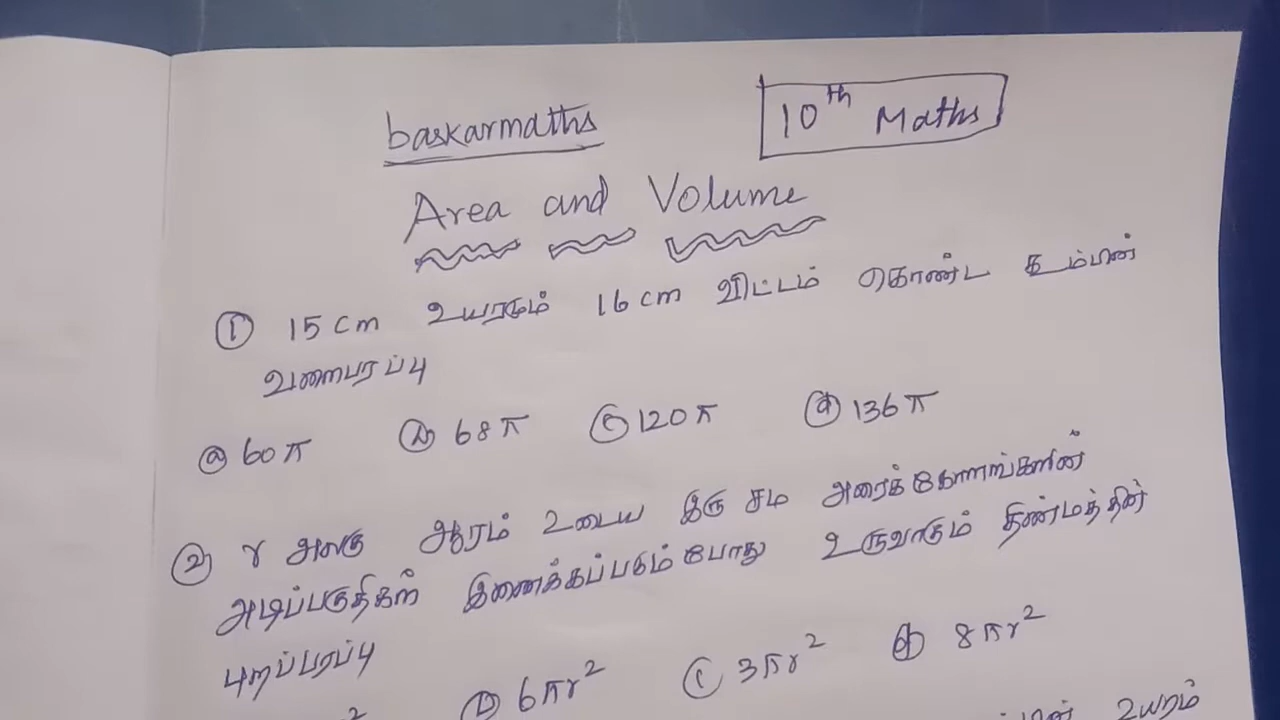 baskarmaths
10th Maths
Area and Volume
① 15 cm உயரமும் 16 cm விட்டம் கொண்ட கூம்பின்
வளைபரப்பு
ⓐ 60π ⓑ 68π ⓒ 120π ⓓ 136π
② r அலகு ஆரம் உடைய இரு சம அரைக்கோளங்களின்
அடிப்பகுதிகள் இணைக்கப்படும்போது உருவாகும் திண்மத்தின்
புறப்பரப்பு
ⓑ 6πr² ⓒ 3πr² ⓓ 8πr²
உயரம்